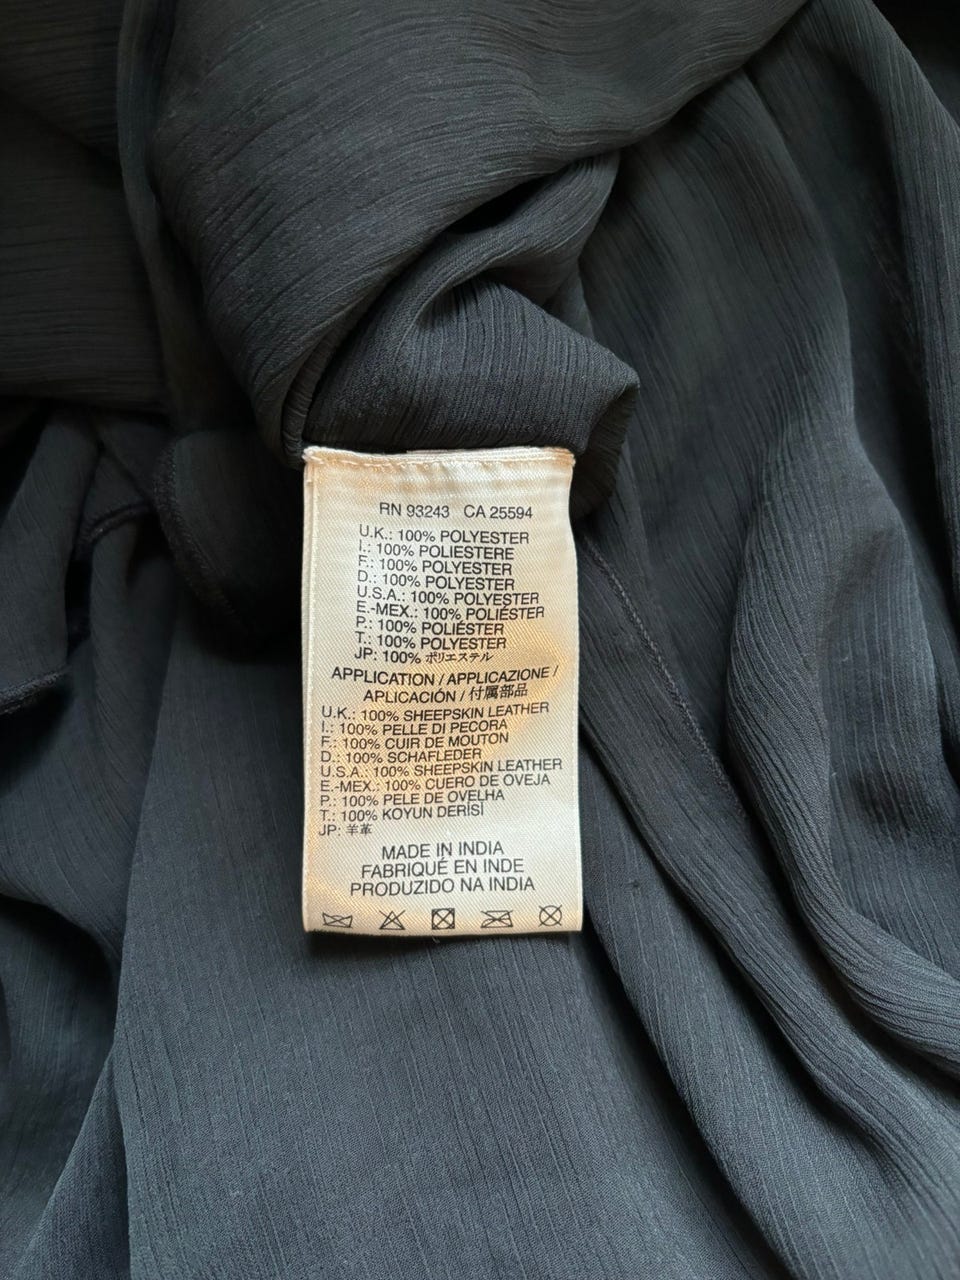 RN 93243 CA 25594
U.K.: 100% POLYESTER
I.: 100% POLIESTERE
F.: 100% POLYESTER
D.: 100% POLYESTER
U.S.A.: 100% POLYESTER
E.-MEX.: 100% POLIÉSTER
P.: 100% POLIÉSTER
T.: 100% POLYESTER
JP: 100% ポリエステル
APPLICATION / APPLICAZIONE /
APLICACIÓN / 付属部品
U.K.: 100% SHEEPSKIN LEATHER
I.: 100% PELLE DI PECORA
F.: 100% CUIR DE MOUTON
D.: 100% SCHAFLEDER
U.S.A.: 100% SHEEPSKIN LEATHER
E.-MEX.: 100% CUERO DE OVEJA
P.: 100% PELE DE OVELHA
T.: 100% KOYUN DERİSİ
JP: 羊革
MADE IN INDIA
FABRIQUÉ EN INDE
PRODUZIDO NA INDIA